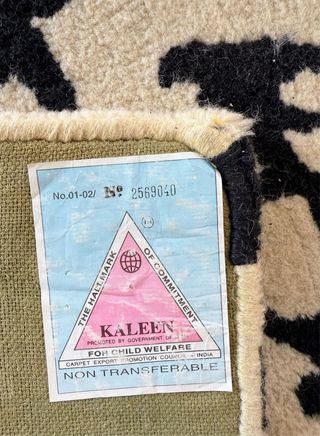 No.01-02/ No 2569040
THE HALLMARK OF COMMITMENT
KALEEN
PROMOTED BY GOVERNMENT OF
FOR CHILD WELFARE
CARPET EXPORT PROMOTION COUNCIL - INDIA
NON TRANSFERABLE